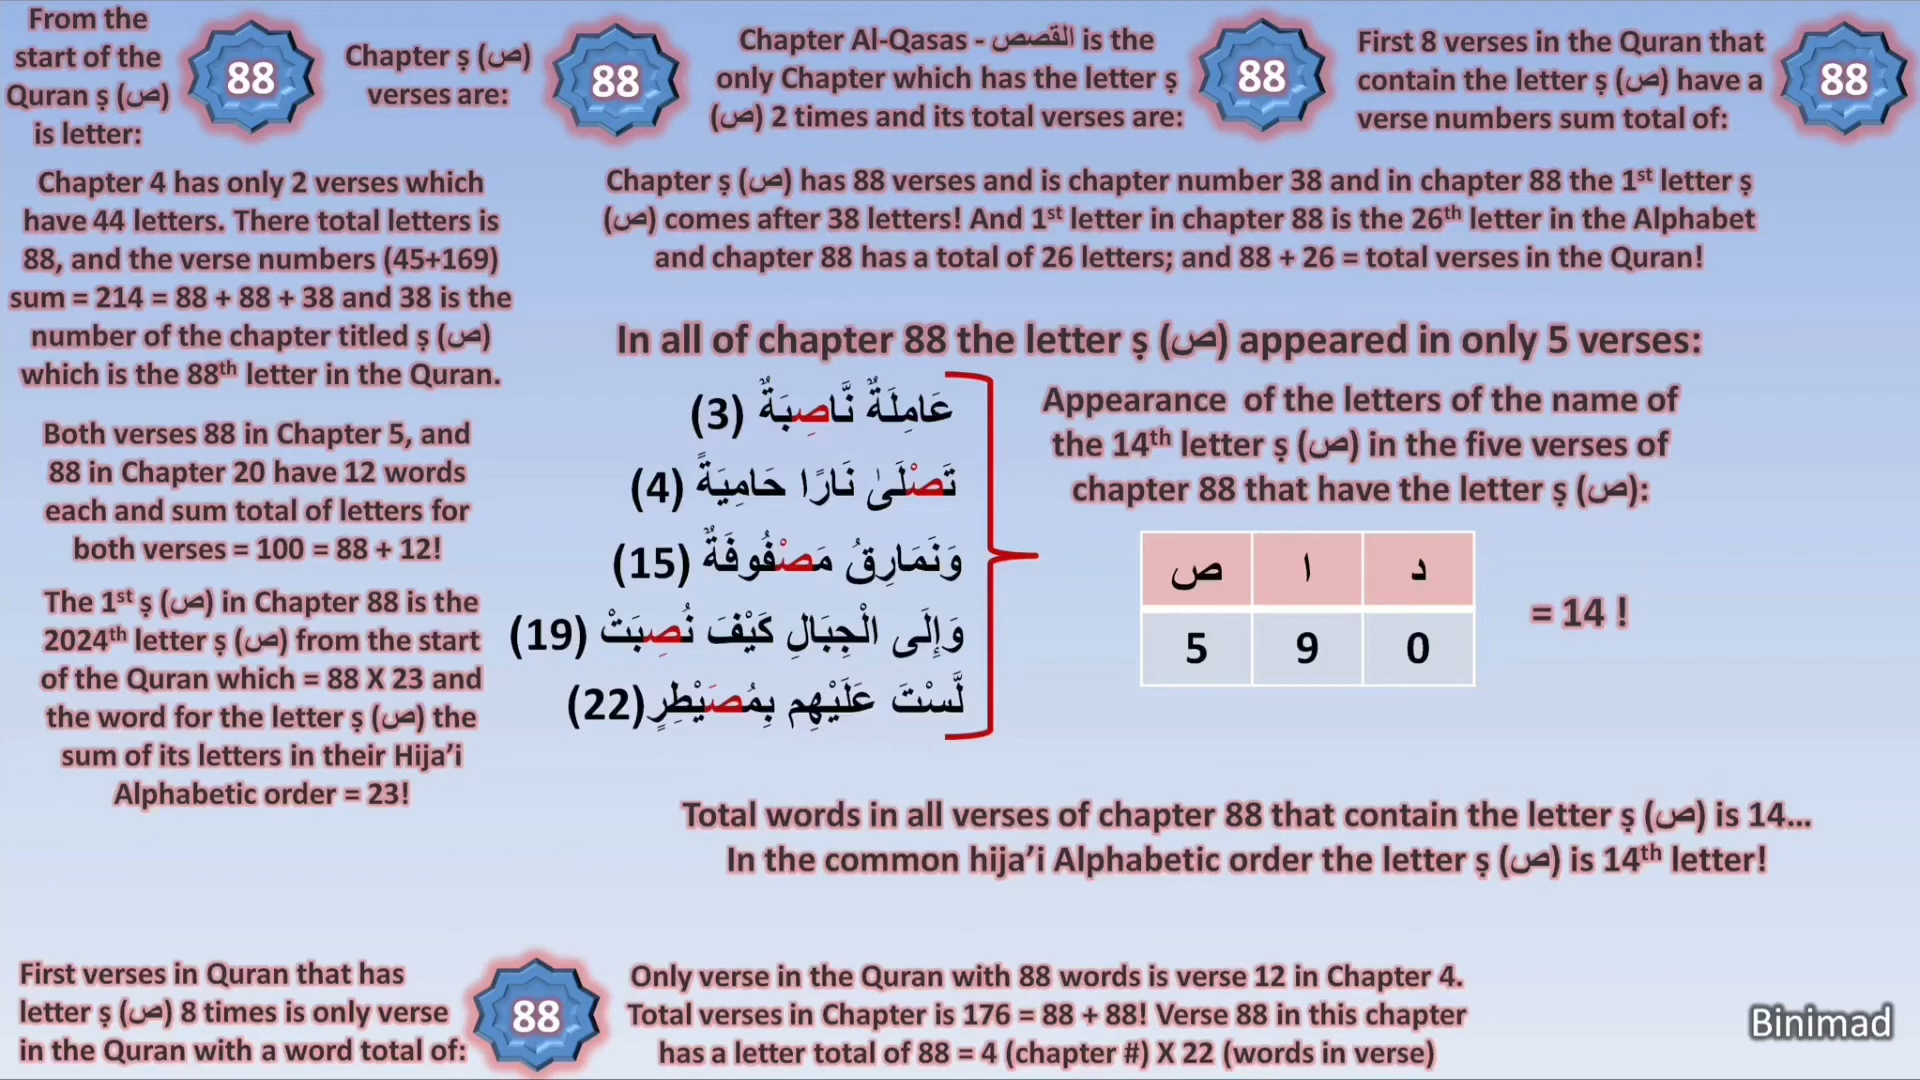 From the
start of the
Quran ṣ (ص)
is letter:
88
Chapter ṣ (ص)
verses are:
88
Chapter Al-Qasas - القصص is the
only Chapter which has the letter ṣ
(ص) 2 times and its total verses are:
88
First 8 verses in the Quran that
contain the letter ṣ (ص) have a
verse numbers sum total of:
88
Chapter 4 has only 2 verses which
have 44 letters. There total letters is
88, and the verse numbers (45+169)
sum = 214 = 88 + 88 + 38 and 38 is the
number of the chapter titled ṣ (ص)
which is the 88th letter in the Quran.
Both verses 88 in Chapter 5, and
88 in Chapter 20 have 12 words
each and sum total of letters for
both verses = 100 = 88 + 12!
The 1st ṣ (ص) in Chapter 88 is the
2024th letter ṣ (ص) from the start
of the Quran which = 88 X 23 and
the word for the letter ṣ (ص) the
sum of its letters in their Hija’i
Alphabetic order = 23!
Chapter ṣ (ص) has 88 verses and is chapter number 38 and in chapter 88 the 1st letter ṣ
(ص) comes after 38 letters! And 1st letter in chapter 88 is the 26th letter in the Alphabet
and chapter 88 has a total of 26 letters; and 88 + 26 = total verses in the Quran!
In all of chapter 88 the letter ṣ (ص) appeared in only 5 verses:
عَامِلَةٌ نَّاصِبَةٌ (3)
تَصْلَىٰ نَارًا حَامِيَةً (4)
وَنَمَارِقُ مَصْفُوفَةٌ (15)
وَإِلَى الْجِبَالِ كَيْفَ نُصِبَتْ (19)
لَّسْتَ عَلَيْهِم بِمُصَيْطِرٍ (22)
Appearance of the letters of the name of
the 14th letter ṣ (ص) in the five verses of
chapter 88 that have the letter ṣ (ص):
ص ا د
5 9 0
= 14 !
Total words in all verses of chapter 88 that contain the letter ṣ (ص) is 14...
In the common hija’i Alphabetic order the letter ṣ (ص) is 14th letter!
First verses in Quran that has
letter ṣ (ص) 8 times is only verse
in the Quran with a word total of:
88
Only verse in the Quran with 88 words is verse 12 in Chapter 4.
Total verses in Chapter is 176 = 88 + 88! Verse 88 in this chapter
has a letter total of 88 = 4 (chapter #) X 22 (words in verse)
Binimad